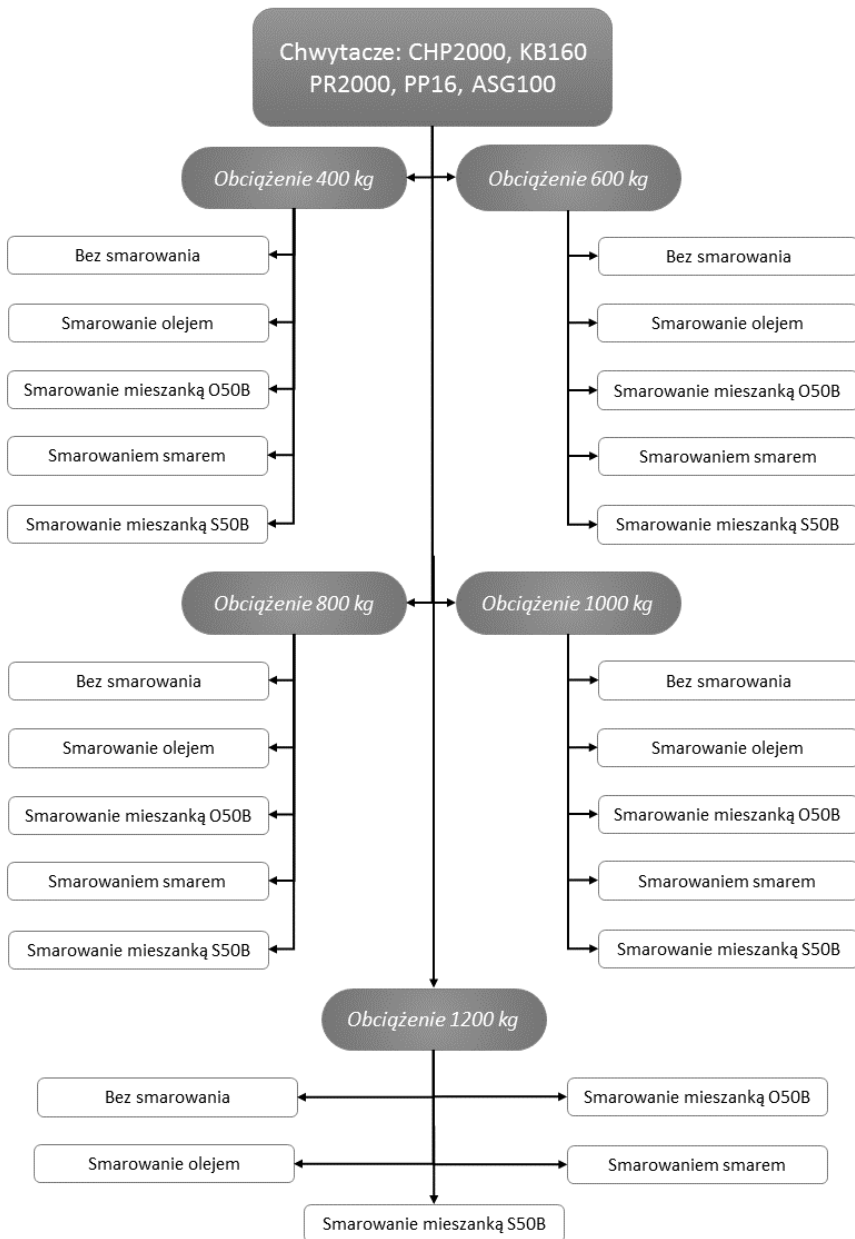 Chwytacze: CHP2000, KB160
PR2000, PP16, ASG100
Obciążenie 400 kg
Obciążenie 600 kg
Bez smarowania
Bez smarowania
Smarowanie olejem
Smarowanie olejem
Smarowanie mieszanką O50B
Smarowanie mieszanką O50B
Smarowaniem smarem
Smarowaniem smarem
Smarowanie mieszanką S50B
Smarowanie mieszanką S50B
Obciążenie 800 kg
Obciążenie 1000 kg
Bez smarowania
Bez smarowania
Smarowanie olejem
Smarowanie olejem
Smarowanie mieszanką O50B
Smarowanie mieszanką O50B
Smarowaniem smarem
Smarowaniem smarem
Smarowanie mieszanką S50B
Smarowanie mieszanką S50B
Obciążenie 1200 kg
Bez smarowania
Smarowanie mieszanką O50B
Smarowanie olejem
Smarowaniem smarem
Smarowanie mieszanką S50B